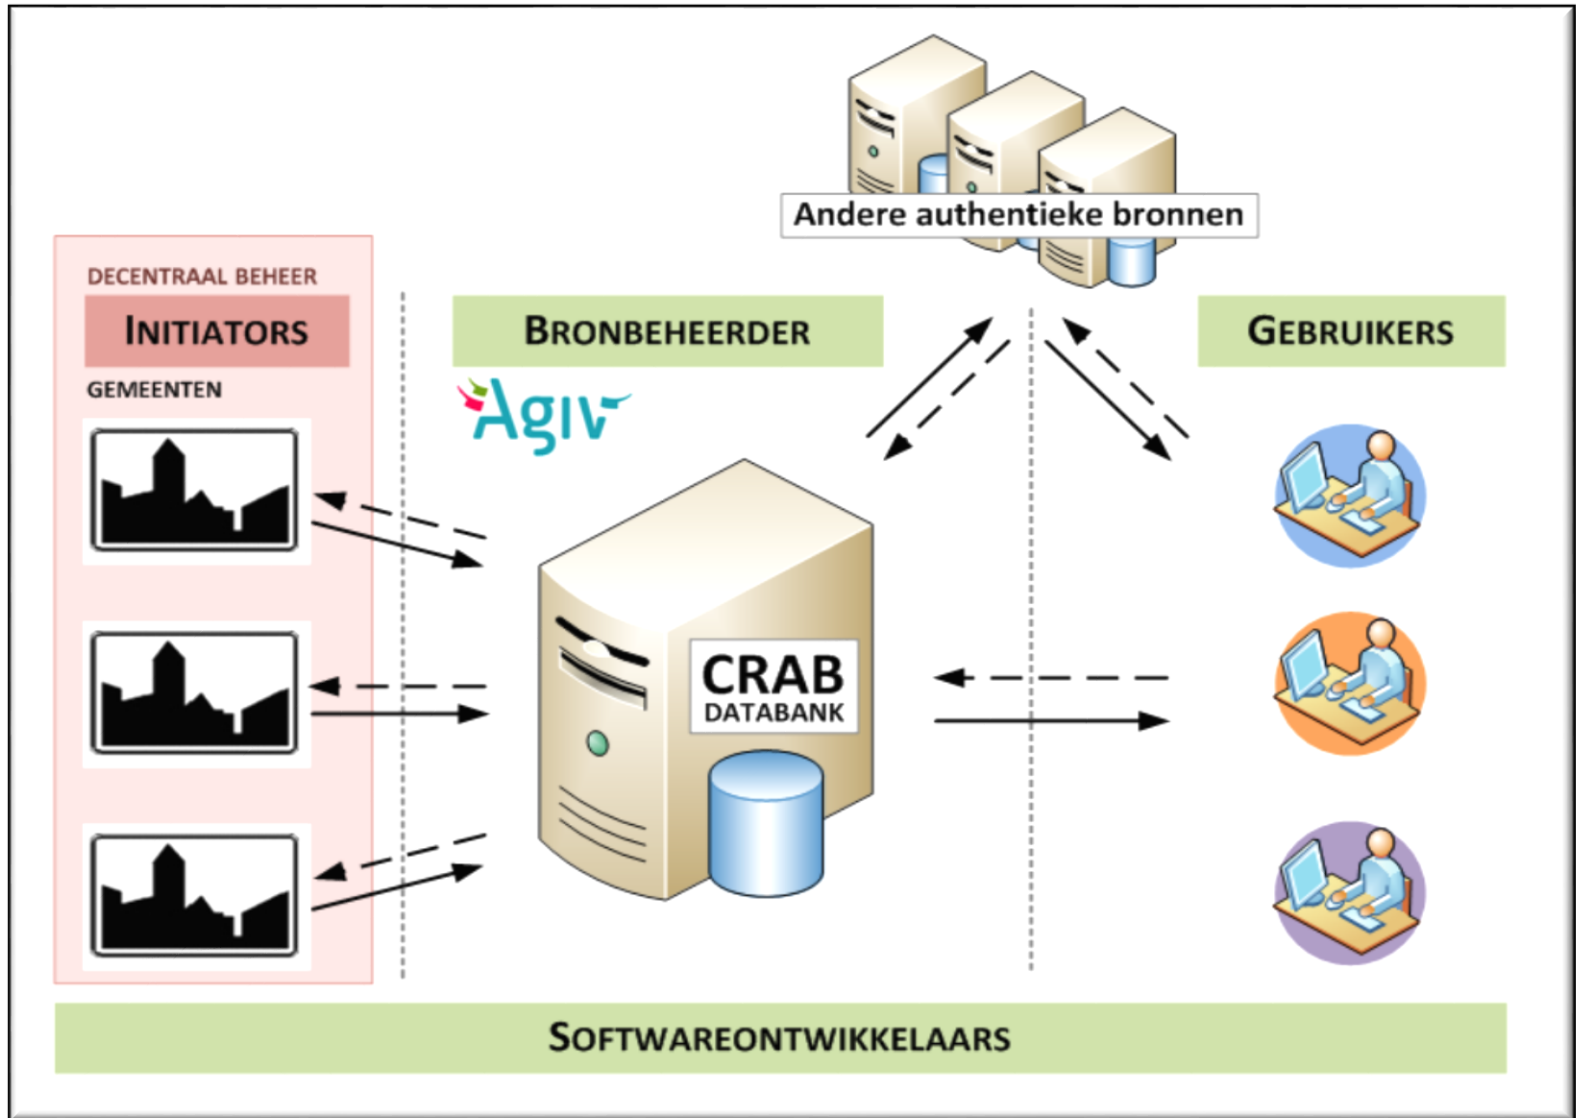 Andere authentieke bronnen
DECENTRAAL BEHEER
INITIATORS
GEMEENTEN
BRONBEHEERDER
Agiv
GEBRUIKERS
CRAB
DATABANK
SOFTWAREONTWIKKELAARS